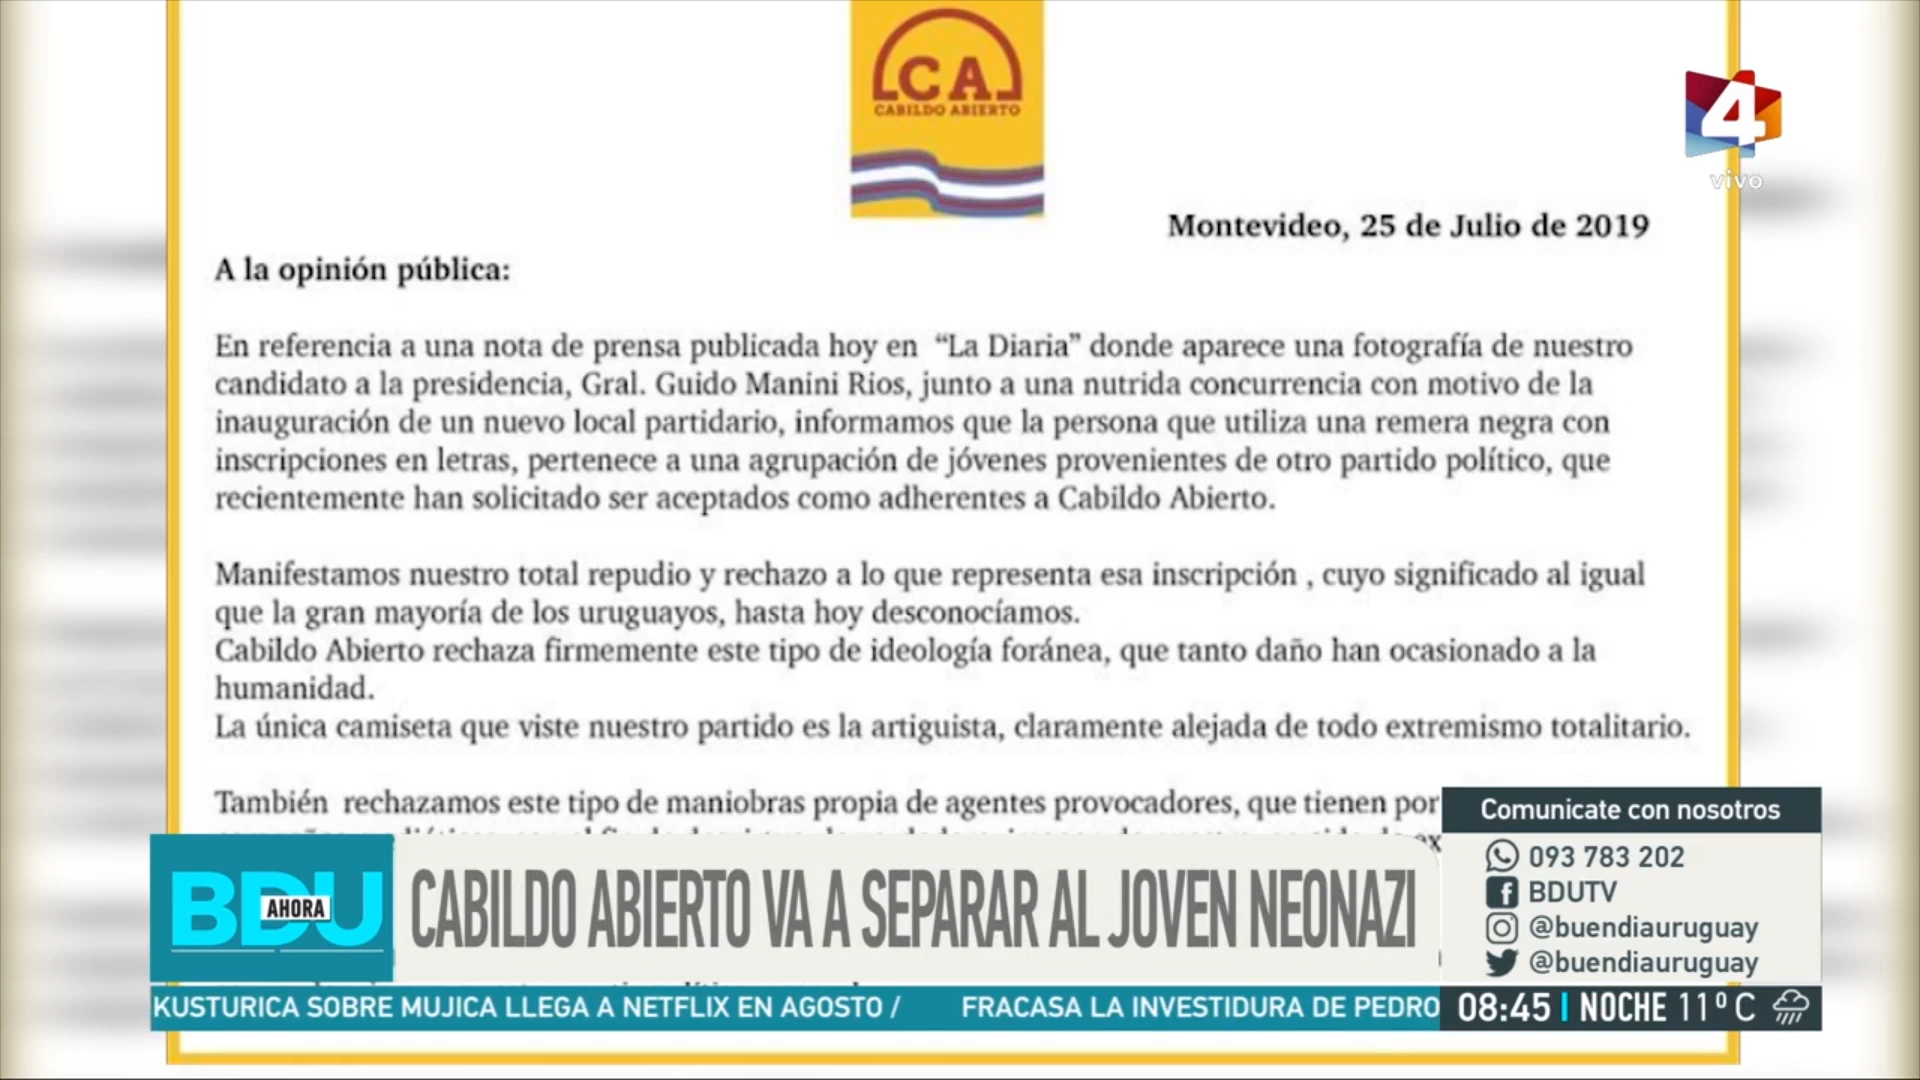 CA
CABILDO ABIERTO
4
vivo
Montevideo, 25 de Julio de 2019
A la opinión pública:
En referencia a una nota de prensa publicada hoy en “La Diaria” donde aparece una fotografía de nuestro
candidato a la presidencia, Gral. Guido Manini Rios, junto a una nutrida concurrencia con motivo de la
inauguración de un nuevo local partidario, informamos que la persona que utiliza una remera negra con
inscripciones en letras, pertenece a una agrupación de jóvenes provenientes de otro partido político, que
recientemente han solicitado ser aceptados como adherentes a Cabildo Abierto.
Manifestamos nuestro total repudio y rechazo a lo que representa esa inscripción , cuyo significado al igual
que la gran mayoría de los uruguayos, hasta hoy desconocíamos.
Cabildo Abierto rechaza firmemente este tipo de ideología foránea, que tanto daño han ocasionado a la
humanidad.
La única camiseta que viste nuestro partido es la artiguista, claramente alejada de todo extremismo totalitario.
También rechazamos este tipo de maniobras propia de agentes provocadores, que tienen por
Comunicate con nosotros
093 783 202
BDUTV
@buendiauruguay
@buendiauruguay
BDU
AHORA
CABILDO ABIERTO VA A SEPARAR AL JOVEN NEONAZI
KUSTURICA SOBRE MUJICA LLEGA A NETFLIX EN AGOSTO / FRACASA LA INVESTIDURA DE PEDRO
08:45 | NOCHE 11º C